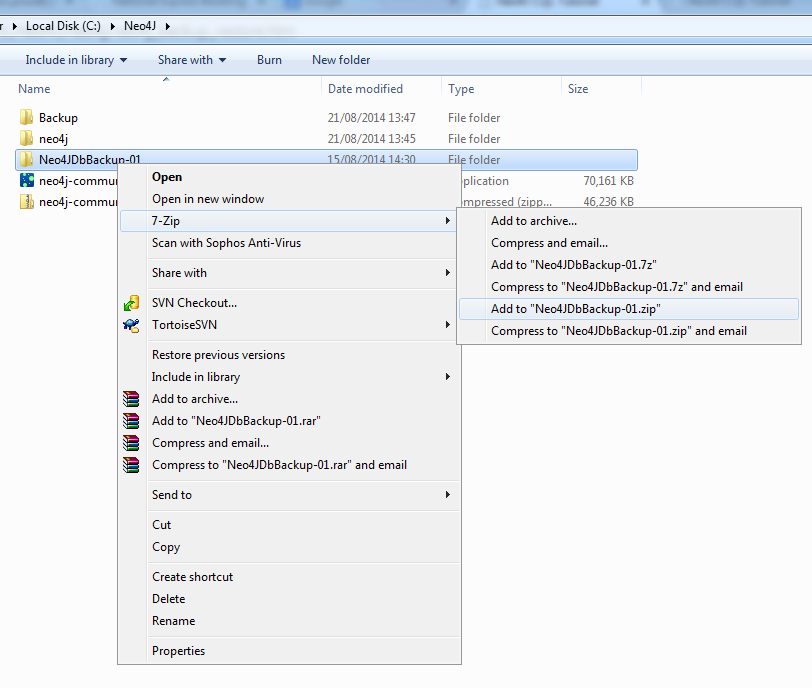 r ▸ Local Disk (C:) ▸ Neo4J ▸
Include in library Share with Burn New folder
Name Date modified Type Size
Backup 21/08/2014 13:47 File folder
neo4j 21/08/2014 13:45 File folder
Neo4JDbBackup-01 15/08/2014 14:30 File folder
neo4j-commun plication 70,161 KB
neo4j-commun mpressed (zipp... 46,236 KB
Open
Open in new window
7-Zip
Scan with Sophos Anti-Virus
Share with
SVN Checkout...
TortoiseSVN
Restore previous versions
Include in library
Add to archive...
Add to "Neo4JDbBackup-01.rar"
Compress and email...
Compress to "Neo4JDbBackup-01.rar" and email
Send to
Cut
Copy
Create shortcut
Delete
Rename
Properties
Add to archive...
Compress and email...
Add to "Neo4JDbBackup-01.7z"
Compress to "Neo4JDbBackup-01.7z" and email
Add to "Neo4JDbBackup-01.zip"
Compress to "Neo4JDbBackup-01.zip" and email